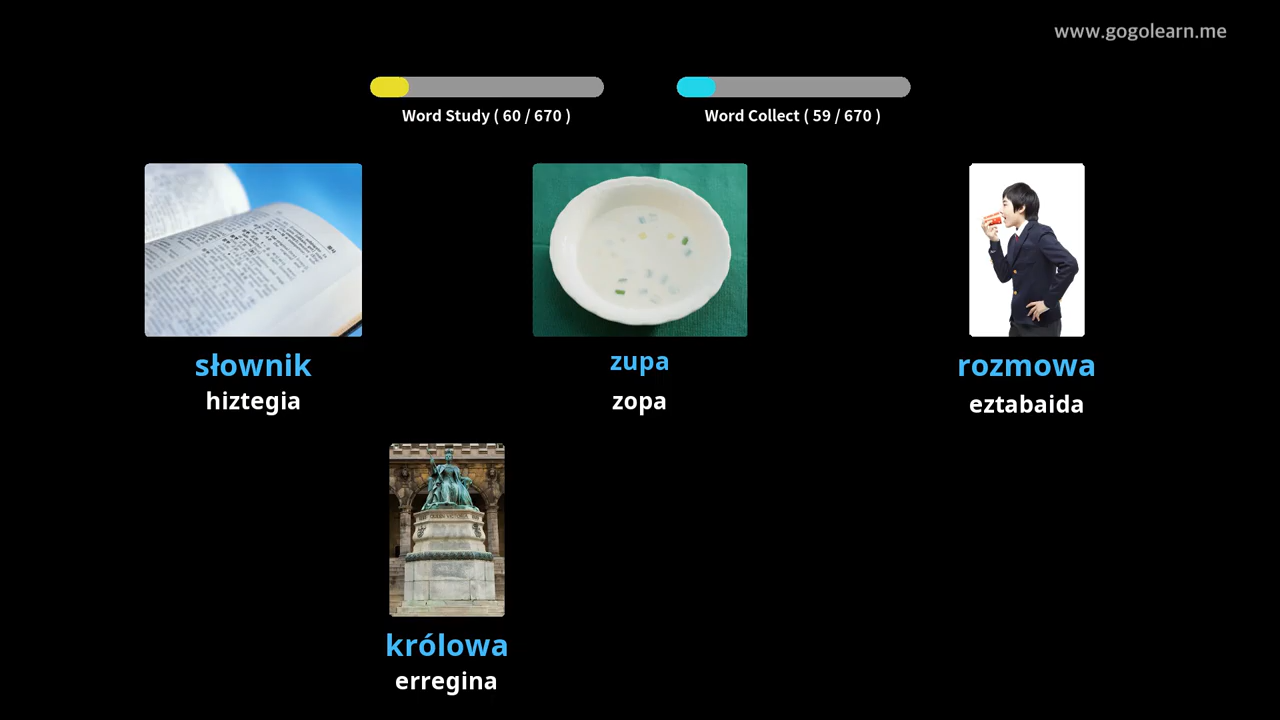 www.gogolearn.me
Word Study ( 60 / 670 )
Word Collect ( 59 / 670 )
słownik
hiztegia
zupa
zopa
rozmowa
eztabaida
królowa
erregina